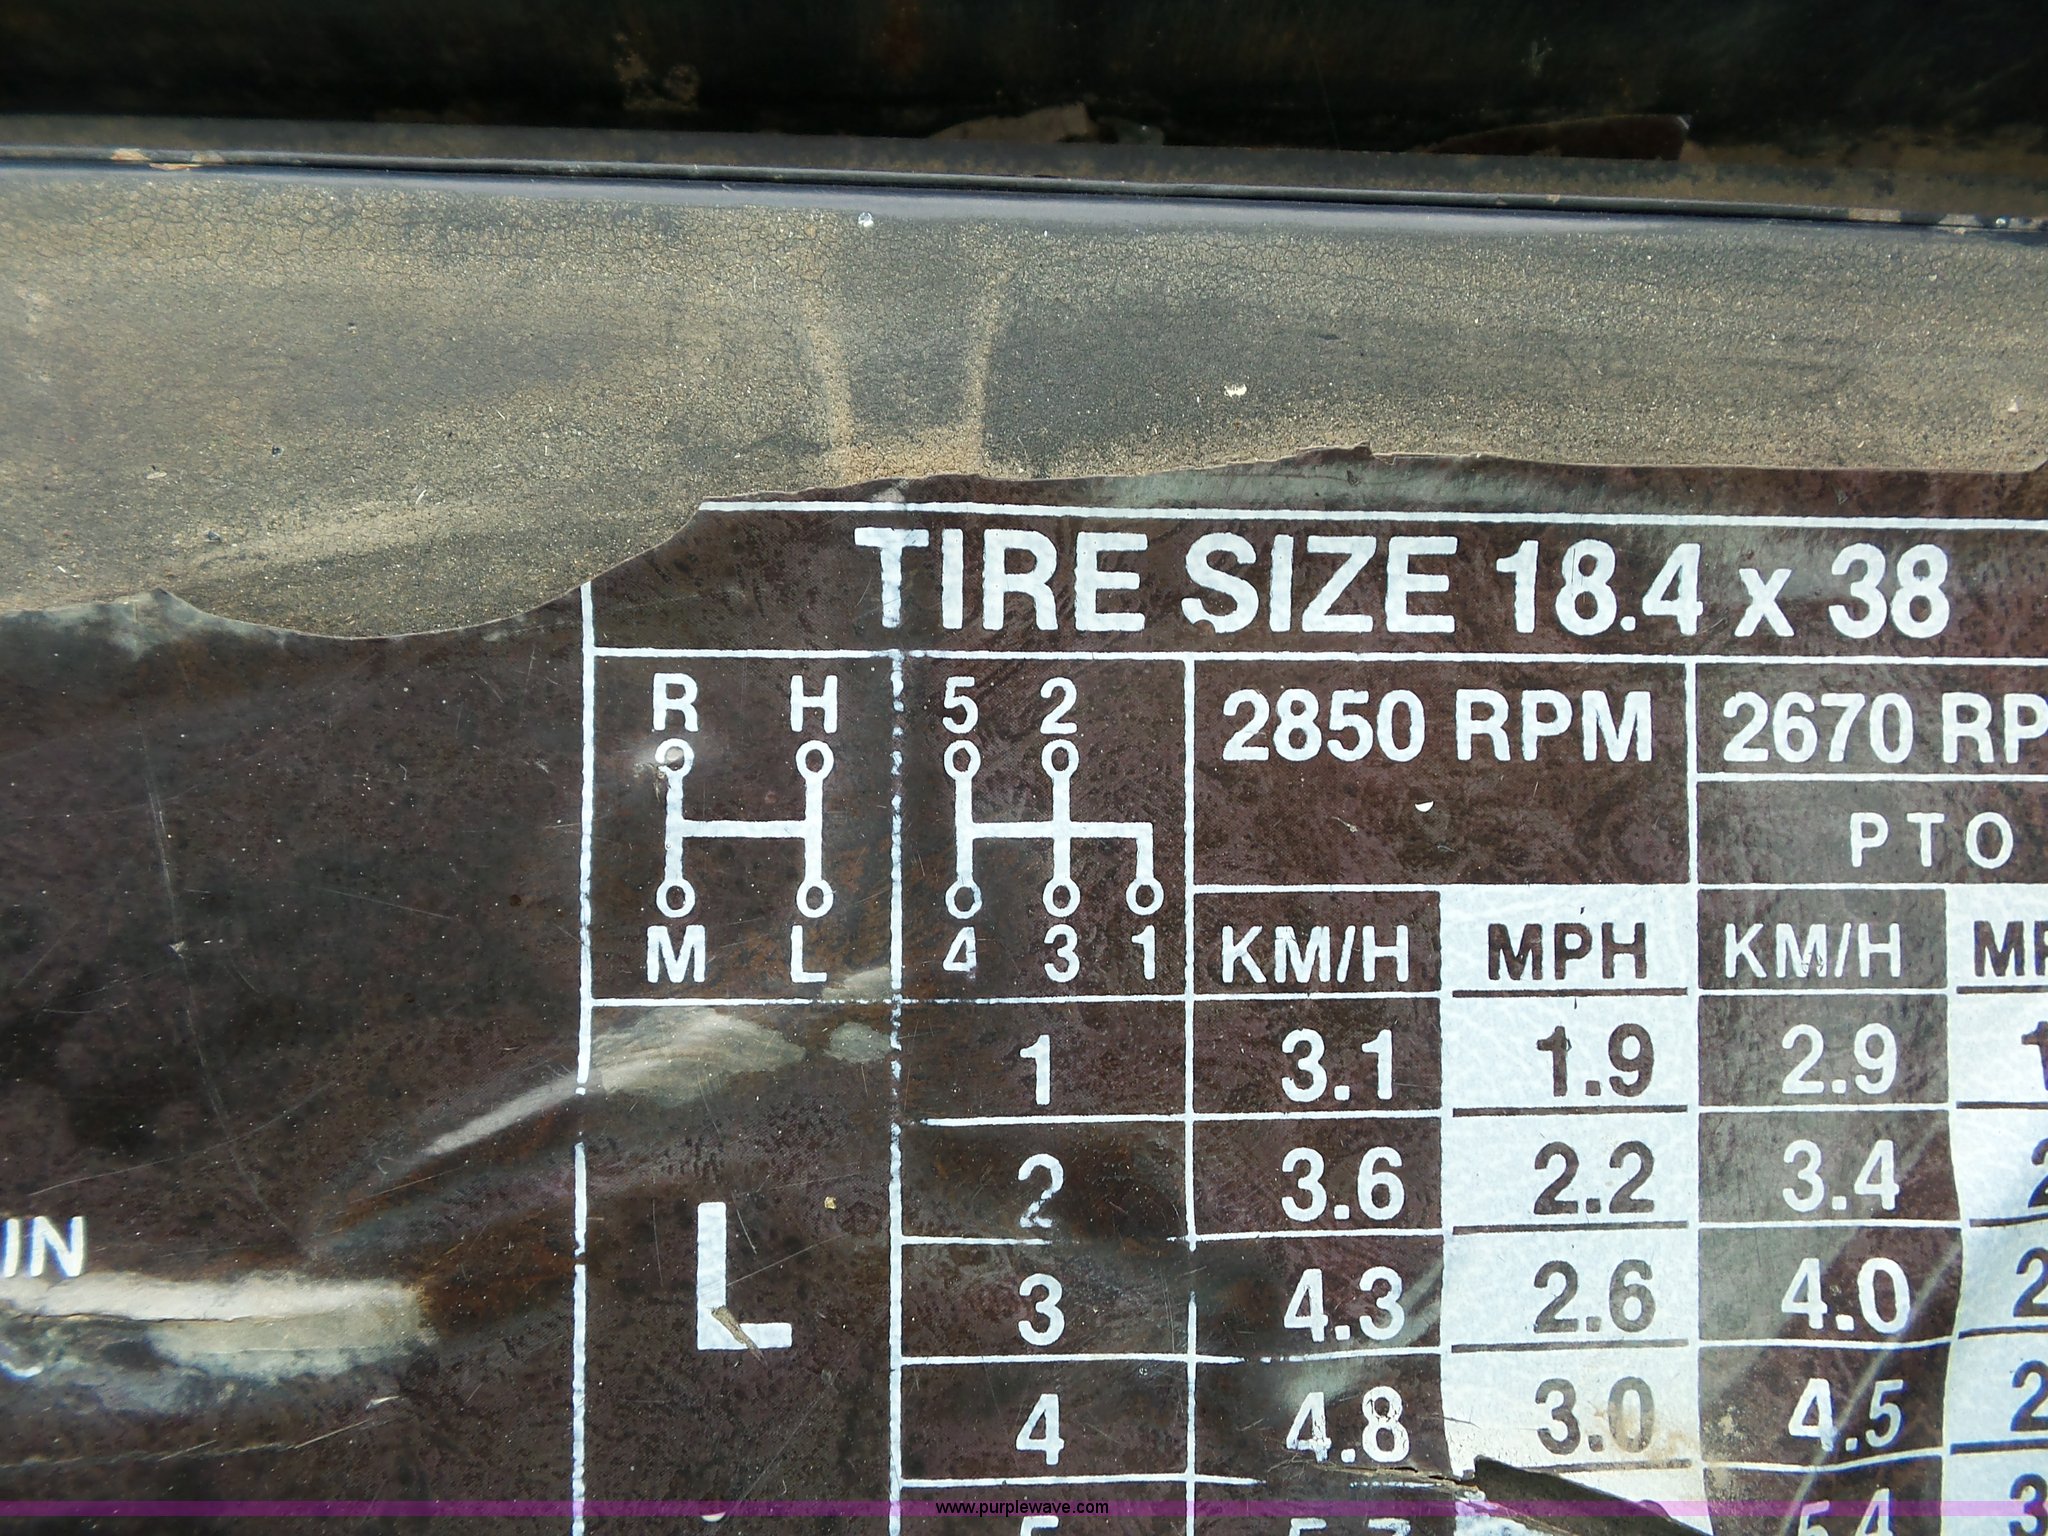 TIRE SIZE 18.4 x 38
R H 5 2 2850 RPM 2670
PTO
M L 4 3 1 KM/H MPH KM/H
1 3.1 1.9 2.9
2 3.6 2.2 3.4
IN
L
3 4.3 2.6 4.0
4 4.8 3.0 4.5
www.purplewave.com